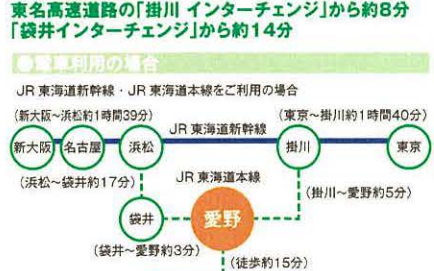 東名高速道路の「掛川 インターチェンジ」から約8分
「袋井インターチェンジ」から約14分
●電車利用の場合
JR 東海道新幹線・JR 東海道本線をご利用の場合
(新大阪～浜松約1時間39分)
(東京～掛川約1時間40分)
JR 東海道新幹線
新大阪
名古屋
浜松
掛川
東京
(浜松～袋井約17分)
JR 東海道本線
(掛川～愛野約5分)
袋井
愛野
(袋井～愛野約3分)
(徒歩約15分)